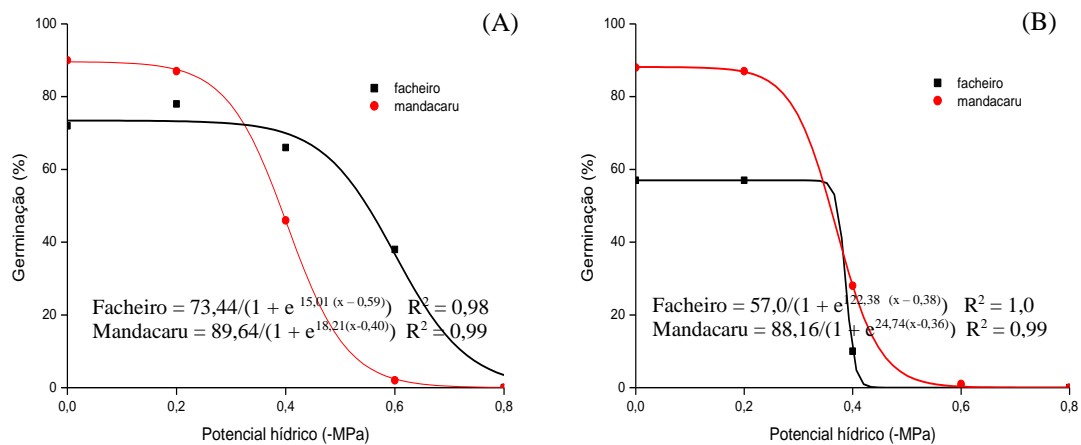 (A)
100
80
60
40
20
0
Germinação (%)
facheiro
mandacaru
Facheiro = 73,44/(1 + e 15,01 (x – 0,59)) R2 = 0,98
Mandacaru = 89,64/(1 + e18,21(x-0,40)) R2 = 0,99
0,0 0,2 0,4 0,6 0,8
Potencial hídrico (-MPa)
(B)
100
80
60
40
20
0
Germinação (%)
facheiro
mandacaru
Facheiro = 57,0/(1 + e122,38 (x – 0,38)) R2 = 1,0
Mandacaru = 88,16/(1 + e24,74(x-0,36)) R2 = 0,99
0,0 0,2 0,4 0,6 0,8
Potencial hídrico (-MPa)